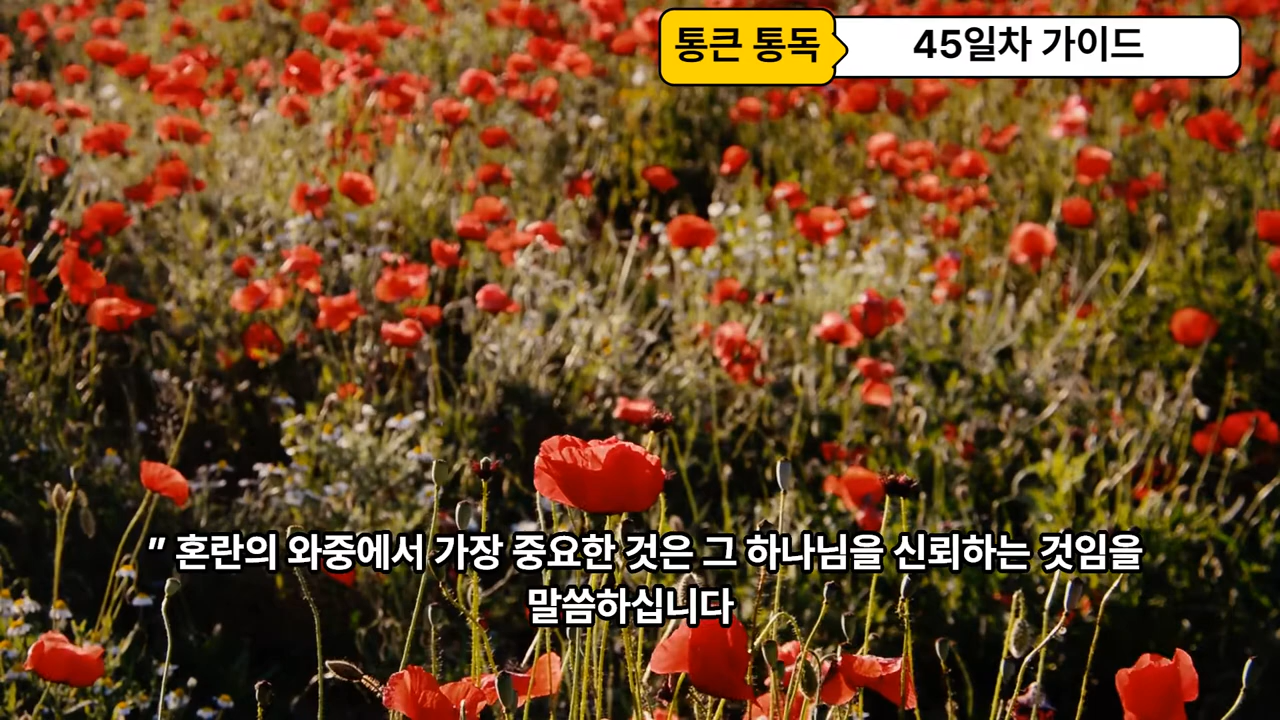 통큰 통독
45일차 가이드
" 혼란의 와중에서 가장 중요한 것은 그 하나님을 신뢰하는 것임을
말씀하십니다